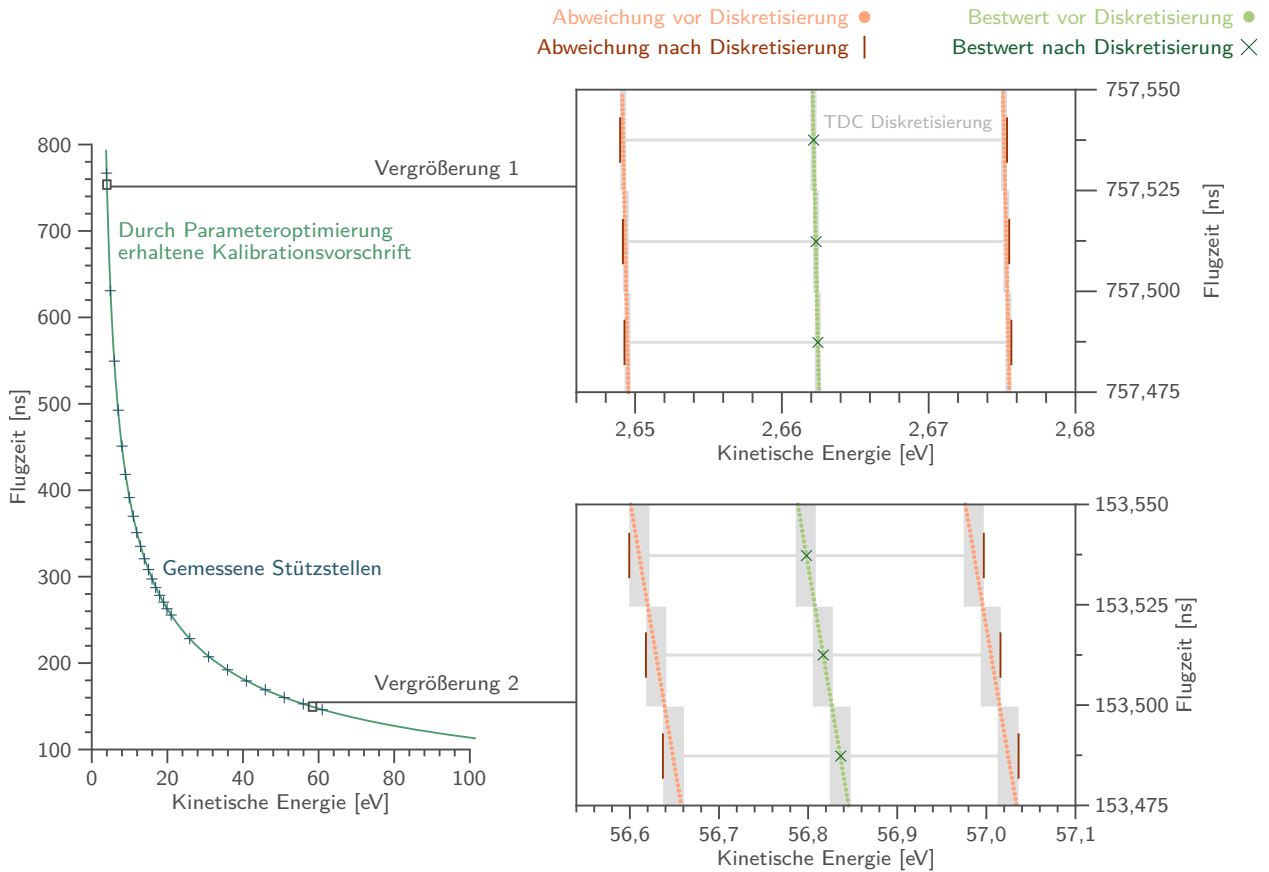 Abweichung vor Diskretisierung
Bestwert vor Diskretisierung
Abweichung nach Diskretisierung
Bestwert nach Diskretisierung
800
700
600
500
400
300
200
100
Flugzeit [ns]
0
20
40
60
80
100
Kinetische Energie [eV]
Durch Parameteroptimierung
erhaltene Kalibrationsvorschrift
Gemessene Stützstellen
Vergrößerung 1
Vergrößerung 2
TDC Diskretisierung
757,550
757,525
757,500
757,475
Flugzeit [ns]
2,65
2,66
2,67
2,68
Kinetische Energie [eV]
153,550
153,525
153,500
153,475
Flugzeit [ns]
56,6
56,7
56,8
56,9
57,0
57,1
Kinetische Energie [eV]